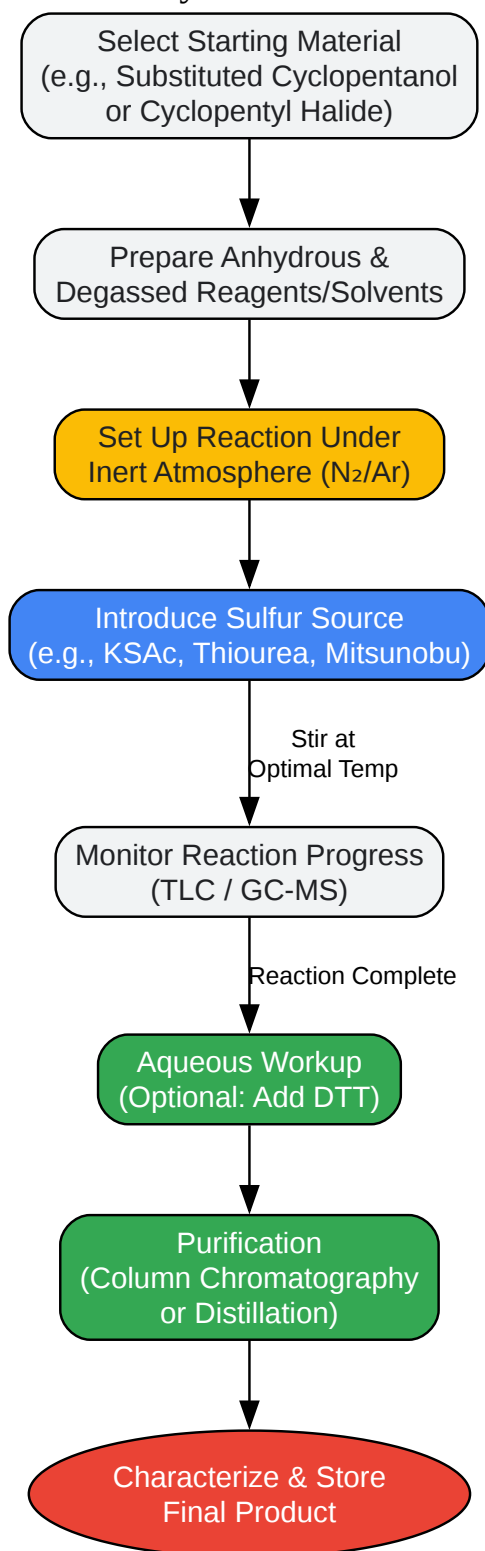 Select Starting Material
(e.g., Substituted Cyclopentanol
or Cyclopentyl Halide)
Prepare Anhydrous &
Degassed Reagents/Solvents
Set Up Reaction Under
Inert Atmosphere (N₂/Ar)
Introduce Sulfur Source
(e.g., KSAc, Thiourea, Mitsunobu)
Stir at
Optimal Temp
Monitor Reaction Progress
(TLC / GC-MS)
Reaction Complete
Aqueous Workup
(Optional: Add DTT)
Purification
(Column Chromatography
or Distillation)
Characterize & Store
Final Product